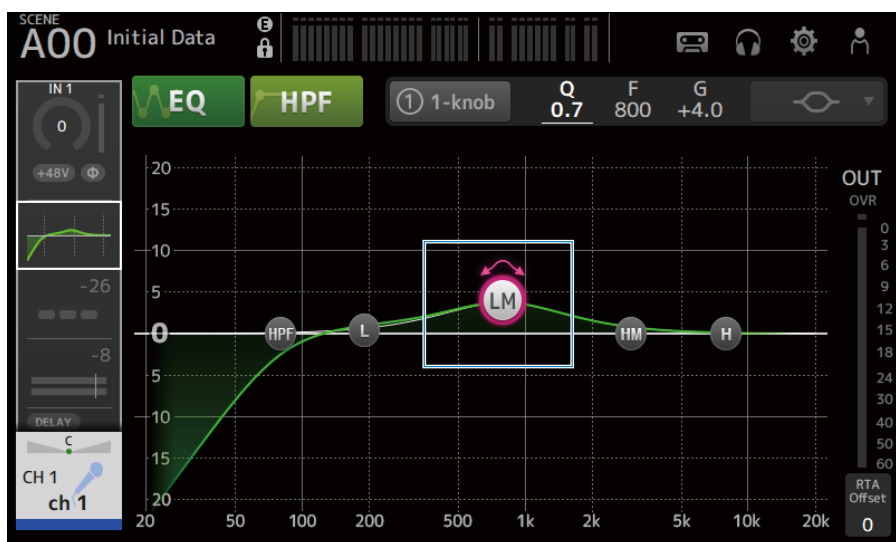 SCENE
A00 Initial Data
E
IN 1
0
+48V Φ
-26
-8
DELAY
C
CH 1
ch 1
EQ
HPF
1 1-knob
Q F G
0.7 800 +4.0
20
15
10
5
0
5
10
15
20
HPF L LM HM H
20 50 100 200 500 1k 2k 5k 10k 20k
OUT
OVR
0
3
6
9
12
15
18
24
30
40
50
60
RTA
Offset
0